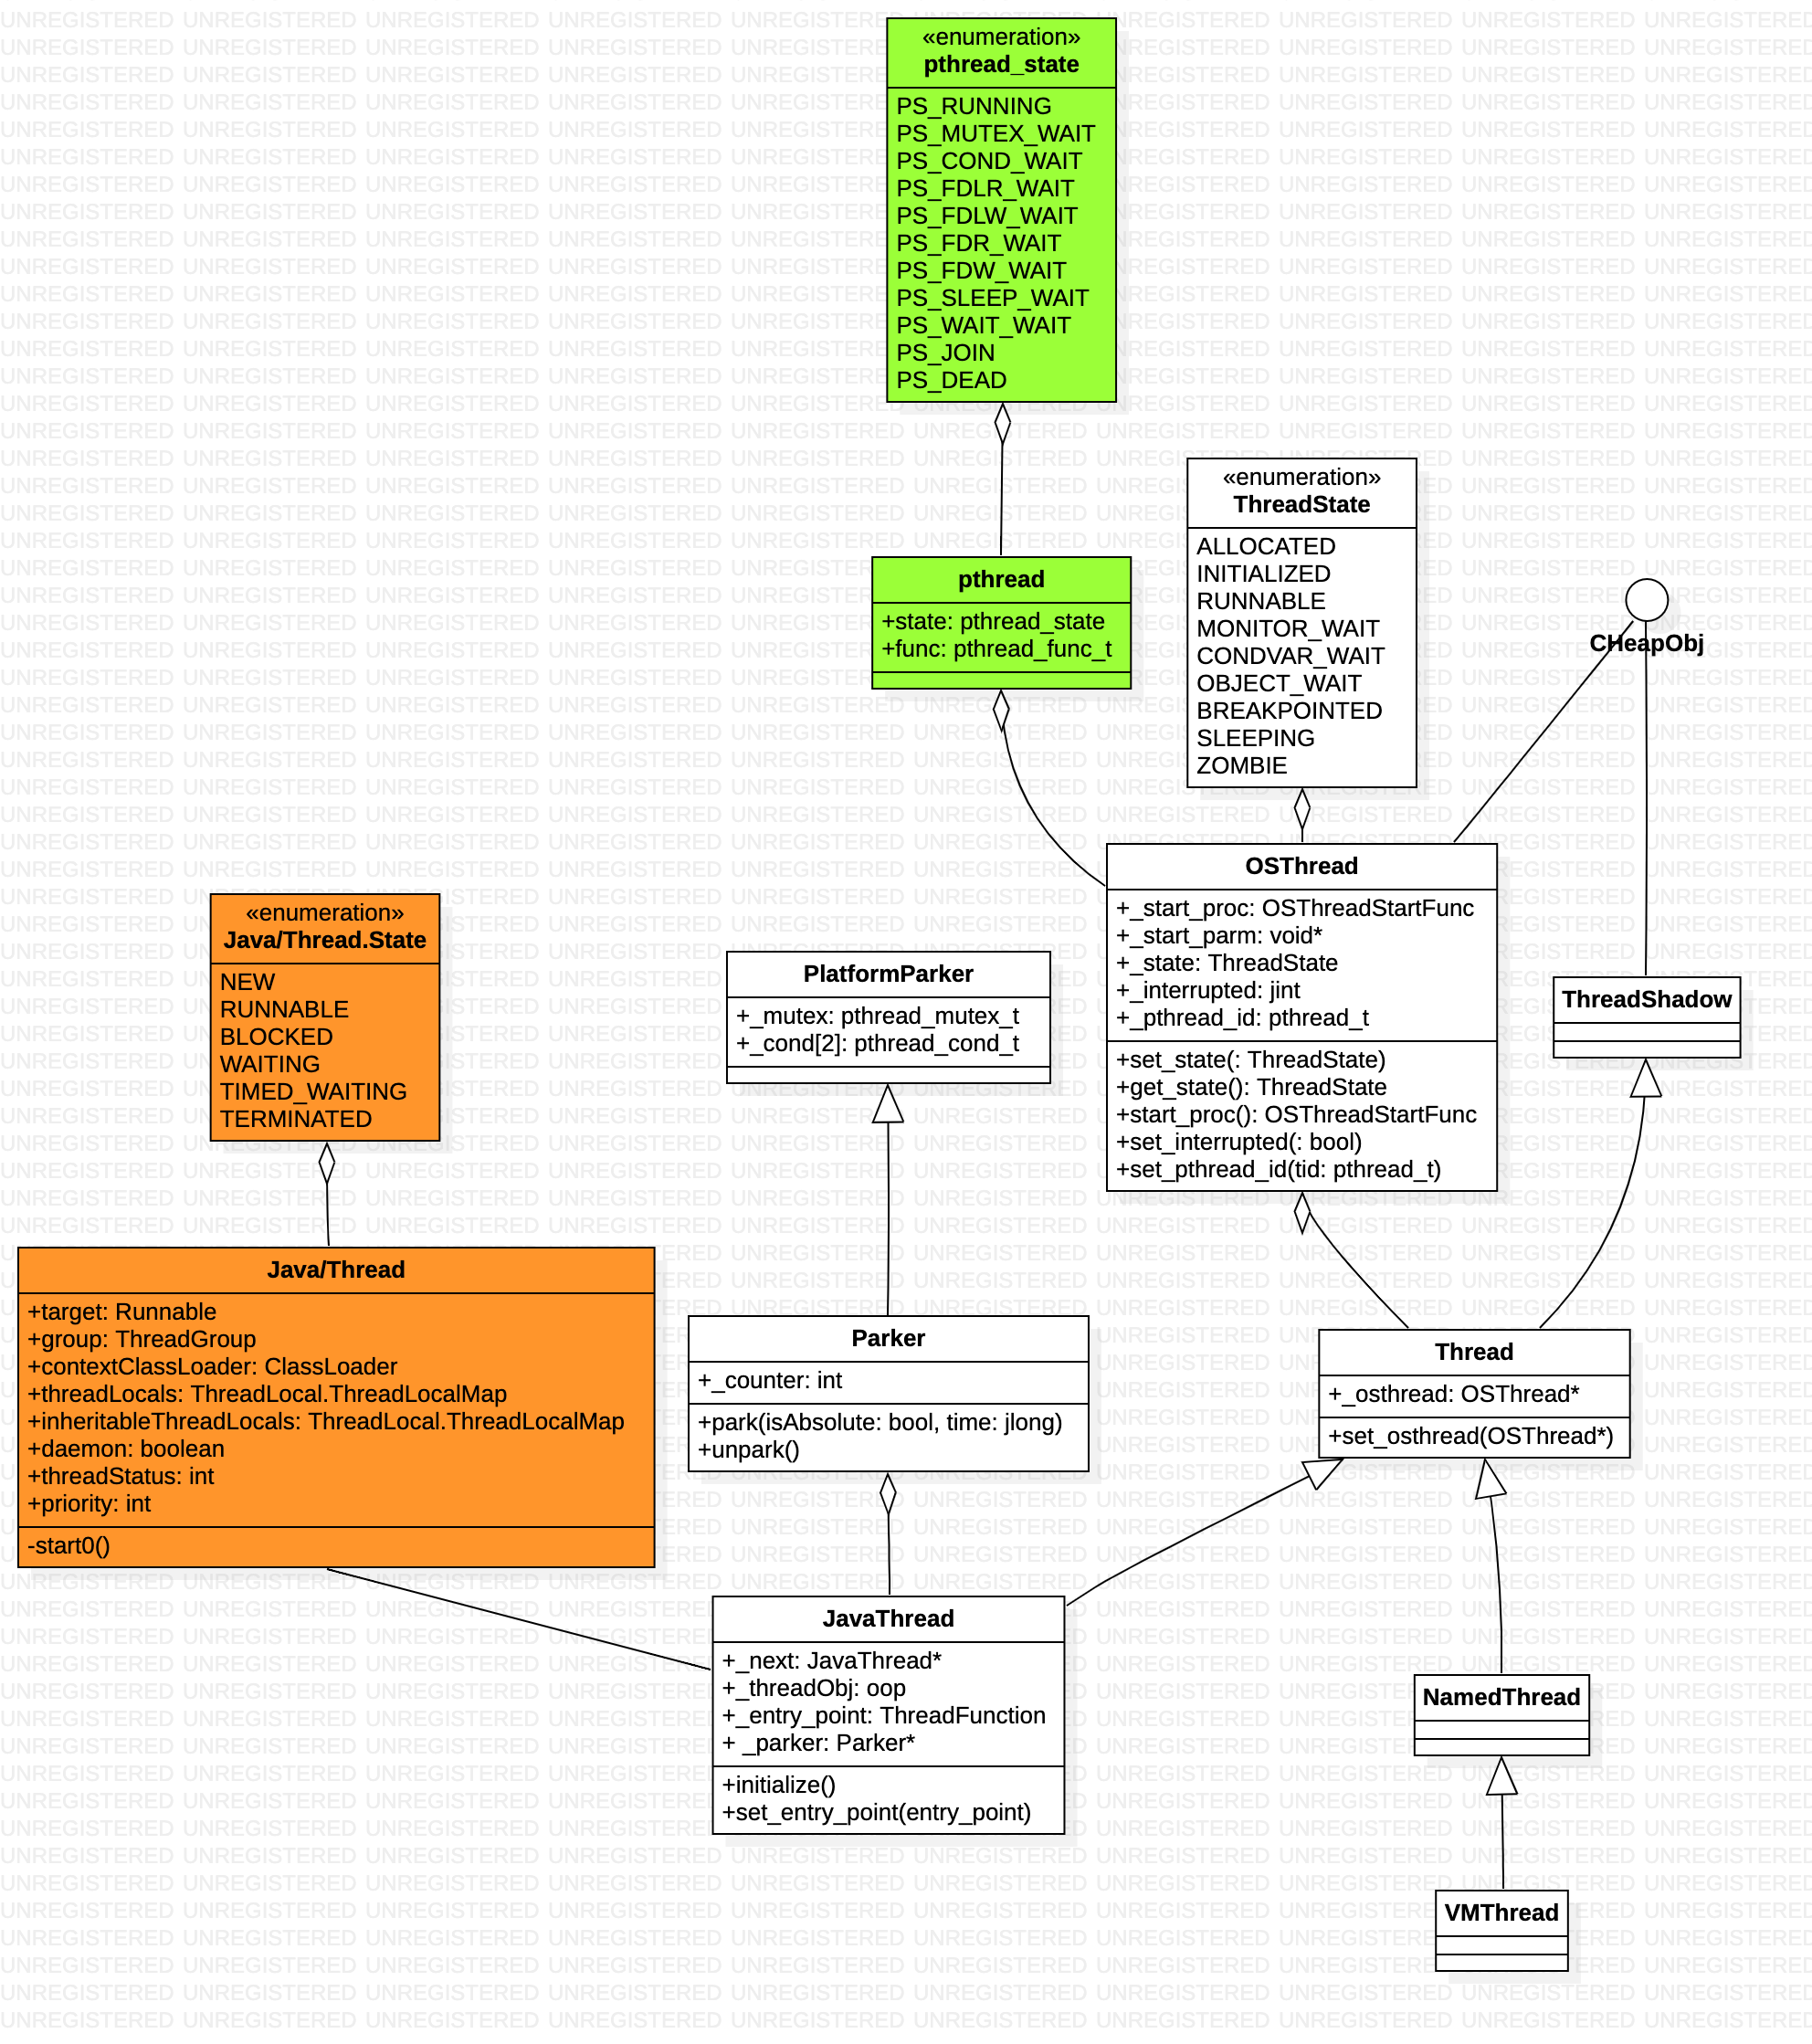 «enumeration»
pthread_state
PS_RUNNING
PS_MUTEX_WAIT
PS_COND_WAIT
PS_FDLR_WAIT
PS_FDLW_WAIT
PS_FDR_WAIT
PS_FDW_WAIT
PS_SLEEP_WAIT
PS_WAIT_WAIT
PS_JOIN
PS_DEAD
«enumeration»
ThreadState
ALLOCATED
INITIALIZED
RUNNABLE
MONITOR_WAIT
CONDVAR_WAIT
OBJECT_WAIT
BREAKPOINTED
SLEEPING
ZOMBIE
pthread
+state: pthread_state
+func: pthread_func_t
CHeapObj
OSThread
+_start_proc: OSThreadStartFunc
+_start_parm: void*
+_state: ThreadState
+_interrupted: jint
+_pthread_id: pthread_t
+set_state(: ThreadState)
+get_state(): ThreadState
+start_proc(): OSThreadStartFunc
+set_interrupted(: bool)
+set_pthread_id(tid: pthread_t)
«enumeration»
Java/Thread.State
NEW
RUNNABLE
BLOCKED
WAITING
TIMED_WAITING
TERMINATED
PlatformParker
+_mutex: pthread_mutex_t
+_cond[2]: pthread_cond_t
ThreadShadow
Java/Thread
+target: Runnable
+group: ThreadGroup
+contextClassLoader: ClassLoader
+threadLocals: ThreadLocal.ThreadLocalMap
+inheritableThreadLocals: ThreadLocal.ThreadLocalMap
+daemon: boolean
+threadStatus: int
+priority: int
-start0()
Parker
+_counter: int
+park(isAbsolute: bool, time: jlong)
+unpark()
Thread
+_osthread: OSThread*
+set_osthread(OSThread*)
JavaThread
+_next: JavaThread*
+_threadObj: oop
+_entry_point: ThreadFunction
+ _parker: Parker*
+initialize()
+set_entry_point(entry_point)
NamedThread
VMThread
UNREGISTERED